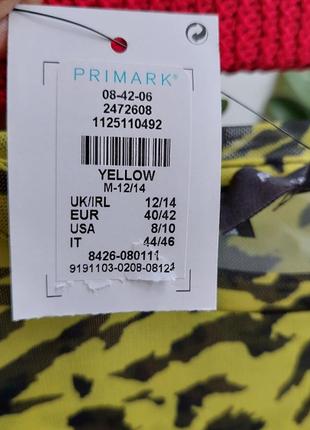 PRIMARK®
08-42-06
2472608
1125110492
YELLOW
M-12/14
UK/IRL 12/14
EUR 40/42
USA 8/10
IT 44/46
8426-080111
9191103-0208-08121